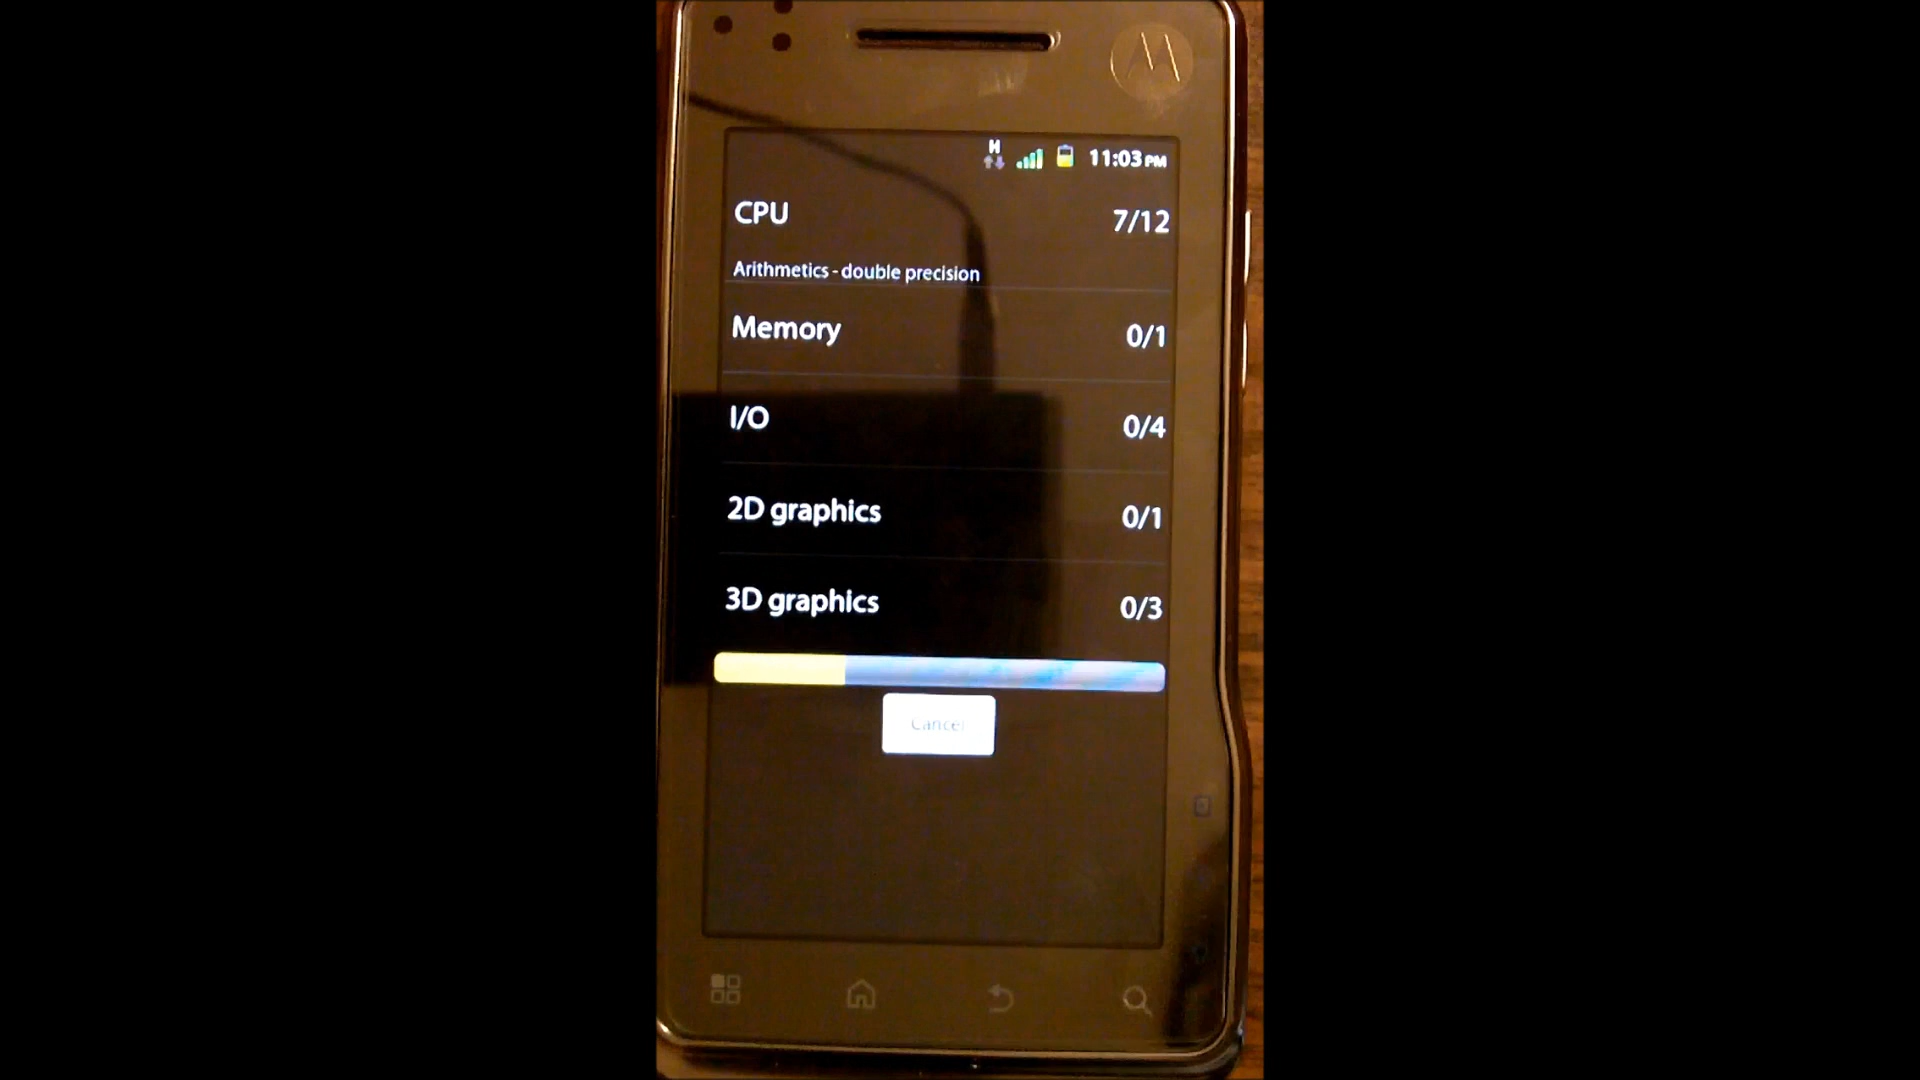 H
11:03 PM
CPU 7/12
Arithmetics - double precision
Memory 0/1
I/O 0/4
2D graphics 0/1
3D graphics 0/3
Cancel